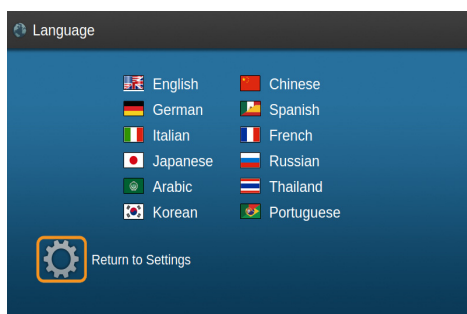 Language
English Chinese
German Spanish
Italian French
Japanese Russian
Arabic Thailand
Korean Portuguese
Return to Settings